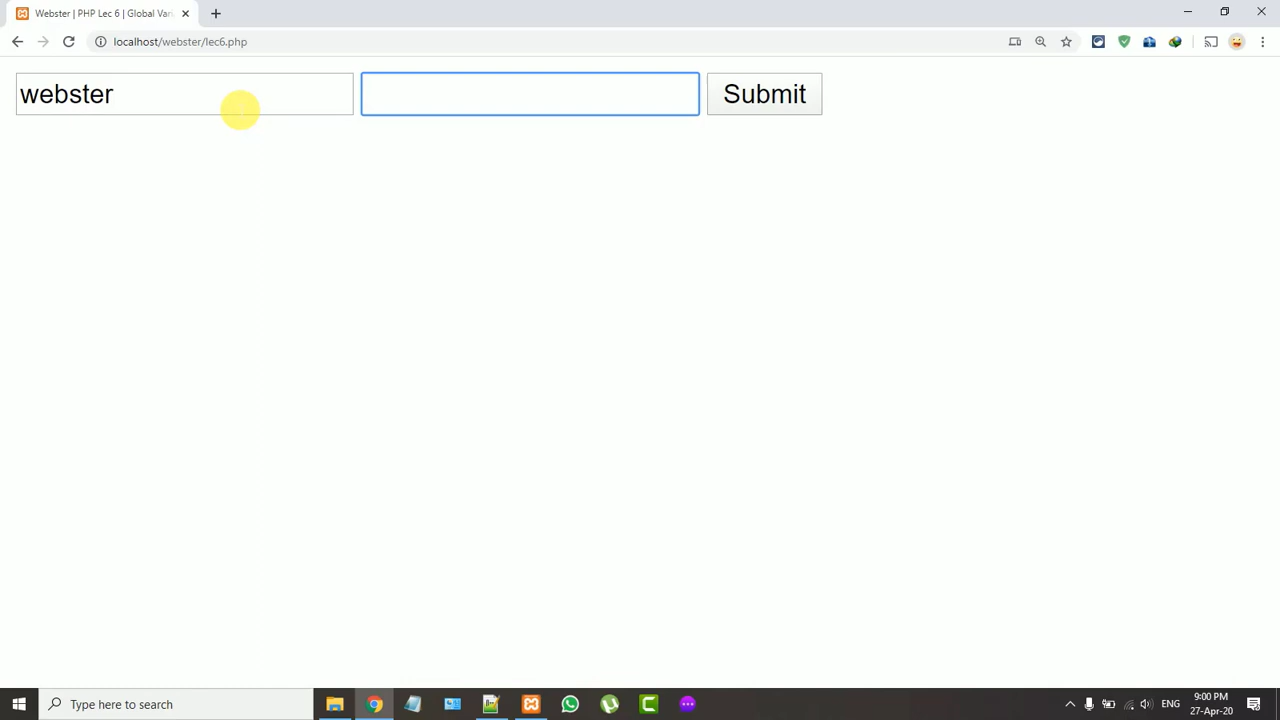 Webster | PHP Lec 6 | Global Vari
localhost/webster/lec6.php
webster
Submit
Type here to search
ENG
9:00 PM
27-Apr-20